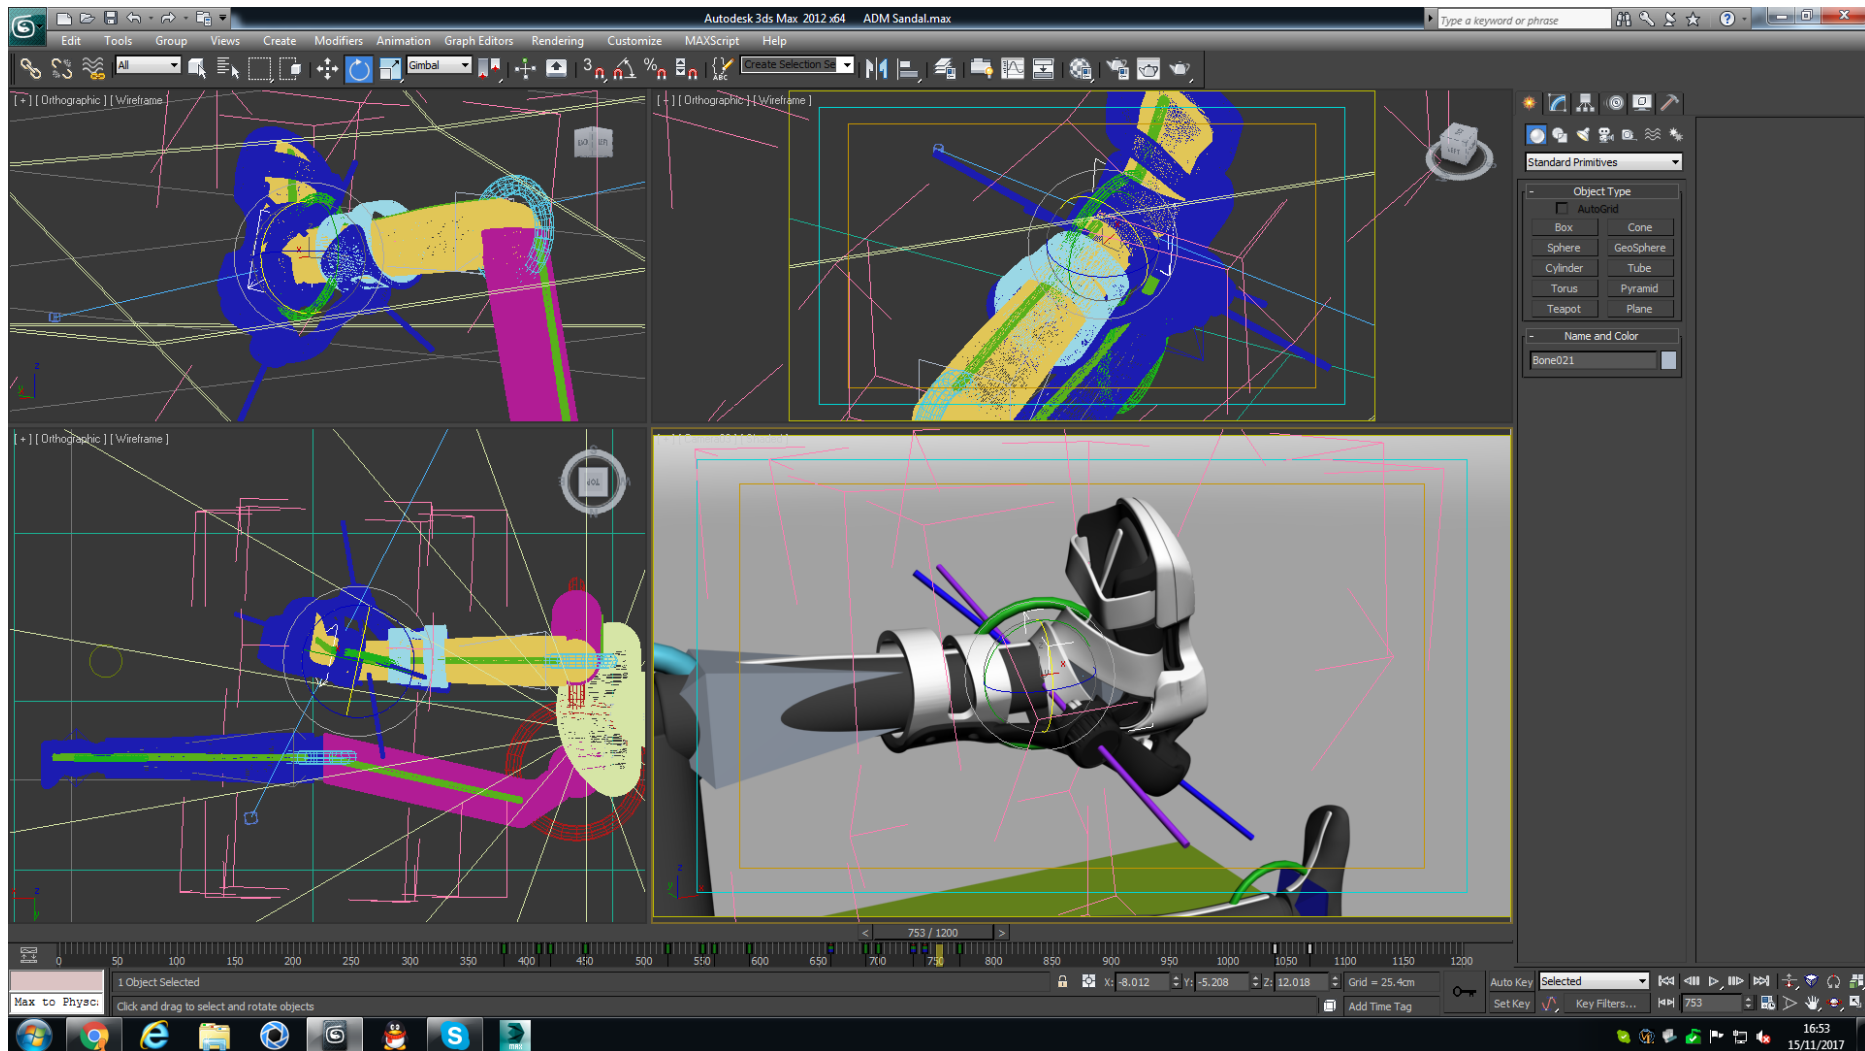 Autodesk 3ds Max 2012 x64 ADM Sandal.max
Type a keyword or phrase
Edit Tools Group Views Create Modifiers Animation Graph Editors Rendering Customize MAXScript Help
All
Gimbal
3
ABC
Create Selection Se
[ + ] [ Orthographic ] [ Wireframe ]
[ + ] [ Orthographic ] [ Wireframe ]
Standard Primitives
- Object Type
AutoGrid
Box Cone
Sphere GeoSphere
Cylinder Tube
Torus Pyramid
Teapot Plane
- Name and Color
Bone021
[ + ] [ Orthographic ] [ Wireframe ]
TOP
< 753 / 1200 >
0 50 100 150 200 250 300 350 400 450 500 550 600 650 700 750 800 850 900 950 1000 1050 1100 1150 1200
1 Object Selected
X: -8.012 Y: -5.208 Z: 12.018 Grid = 25.4cm
Auto Key Selected
Max to Physc:
Click and drag to select and rotate objects
Add Time Tag
Set Key Key Filters... 753
MAX
16:53
15/11/2017